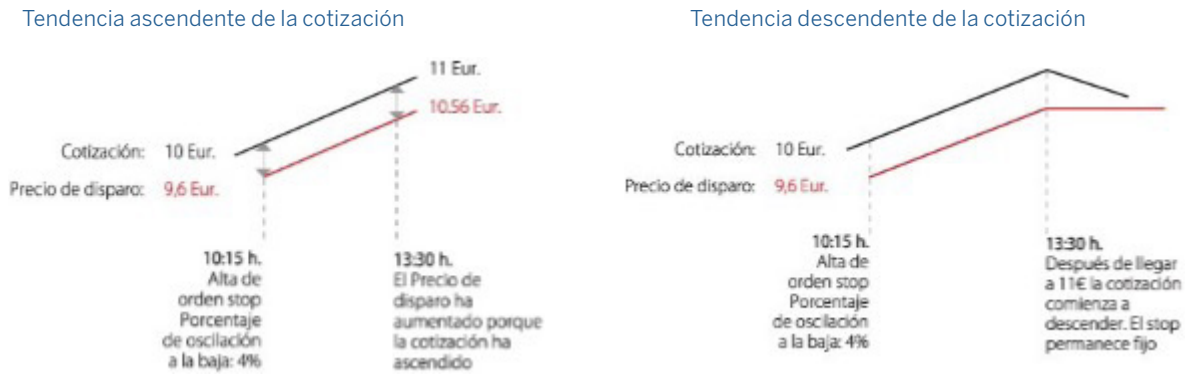 Tendencia ascendente de la cotización
11 Eur.
10.56 Eur.
Cotización: 10 Eur.
Precio de disparo: 9,6 Eur.
10:15 h.
Alta de
orden stop
Porcentaje
de oscilación
a la baja: 4%
13:30 h.
El Precio de
disparo ha
aumentado porque
la cotización ha
ascendido
Tendencia descendente de la cotización
Cotización: 10 Eur.
Precio de disparo: 9,6 Eur.
10:15 h.
Alta de
orden stop
Porcentaje
de oscilación
a la baja: 4%
13:30 h.
Después de llegar
a 11€ la cotización
comienza a
descender. El stop
permanece fijo